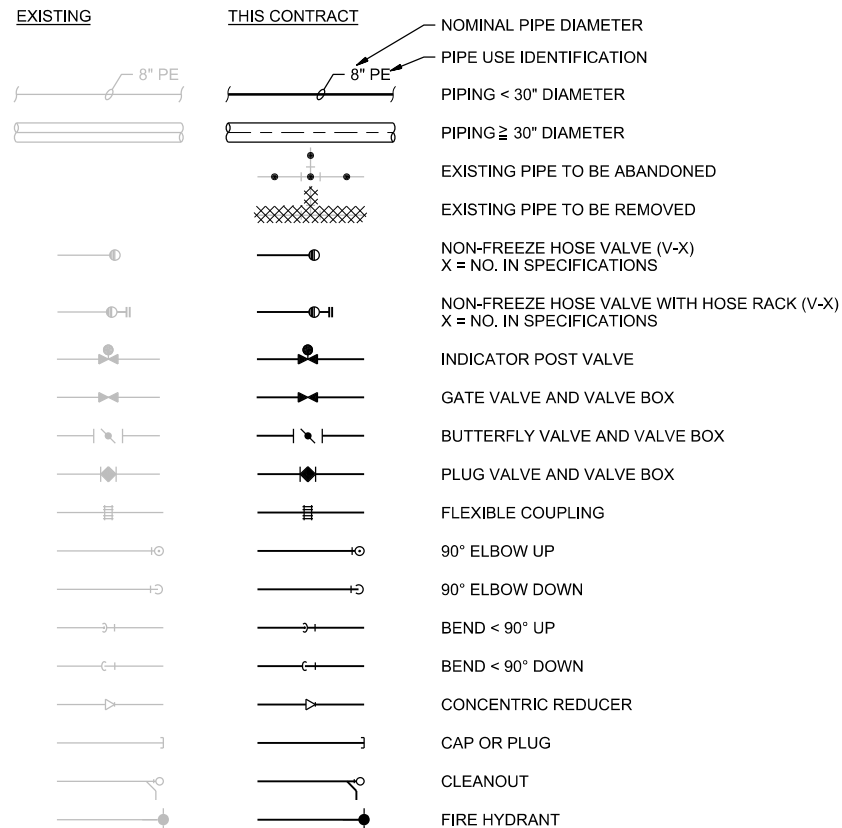 EXISTING
THIS CONTRACT
NOMINAL PIPE DIAMETER
PIPE USE IDENTIFICATION
8" PE
8" PE
PIPING < 30" DIAMETER
PIPING ≧ 30" DIAMETER
EXISTING PIPE TO BE ABANDONED
EXISTING PIPE TO BE REMOVED
NON-FREEZE HOSE VALVE (V-X)
X = NO. IN SPECIFICATIONS
NON-FREEZE HOSE VALVE WITH HOSE RACK (V-X)
X = NO. IN SPECIFICATIONS
INDICATOR POST VALVE
GATE VALVE AND VALVE BOX
BUTTERFLY VALVE AND VALVE BOX
PLUG VALVE AND VALVE BOX
FLEXIBLE COUPLING
90° ELBOW UP
90° ELBOW DOWN
BEND < 90° UP
BEND < 90° DOWN
CONCENTRIC REDUCER
CAP OR PLUG
CLEANOUT
FIRE HYDRANT